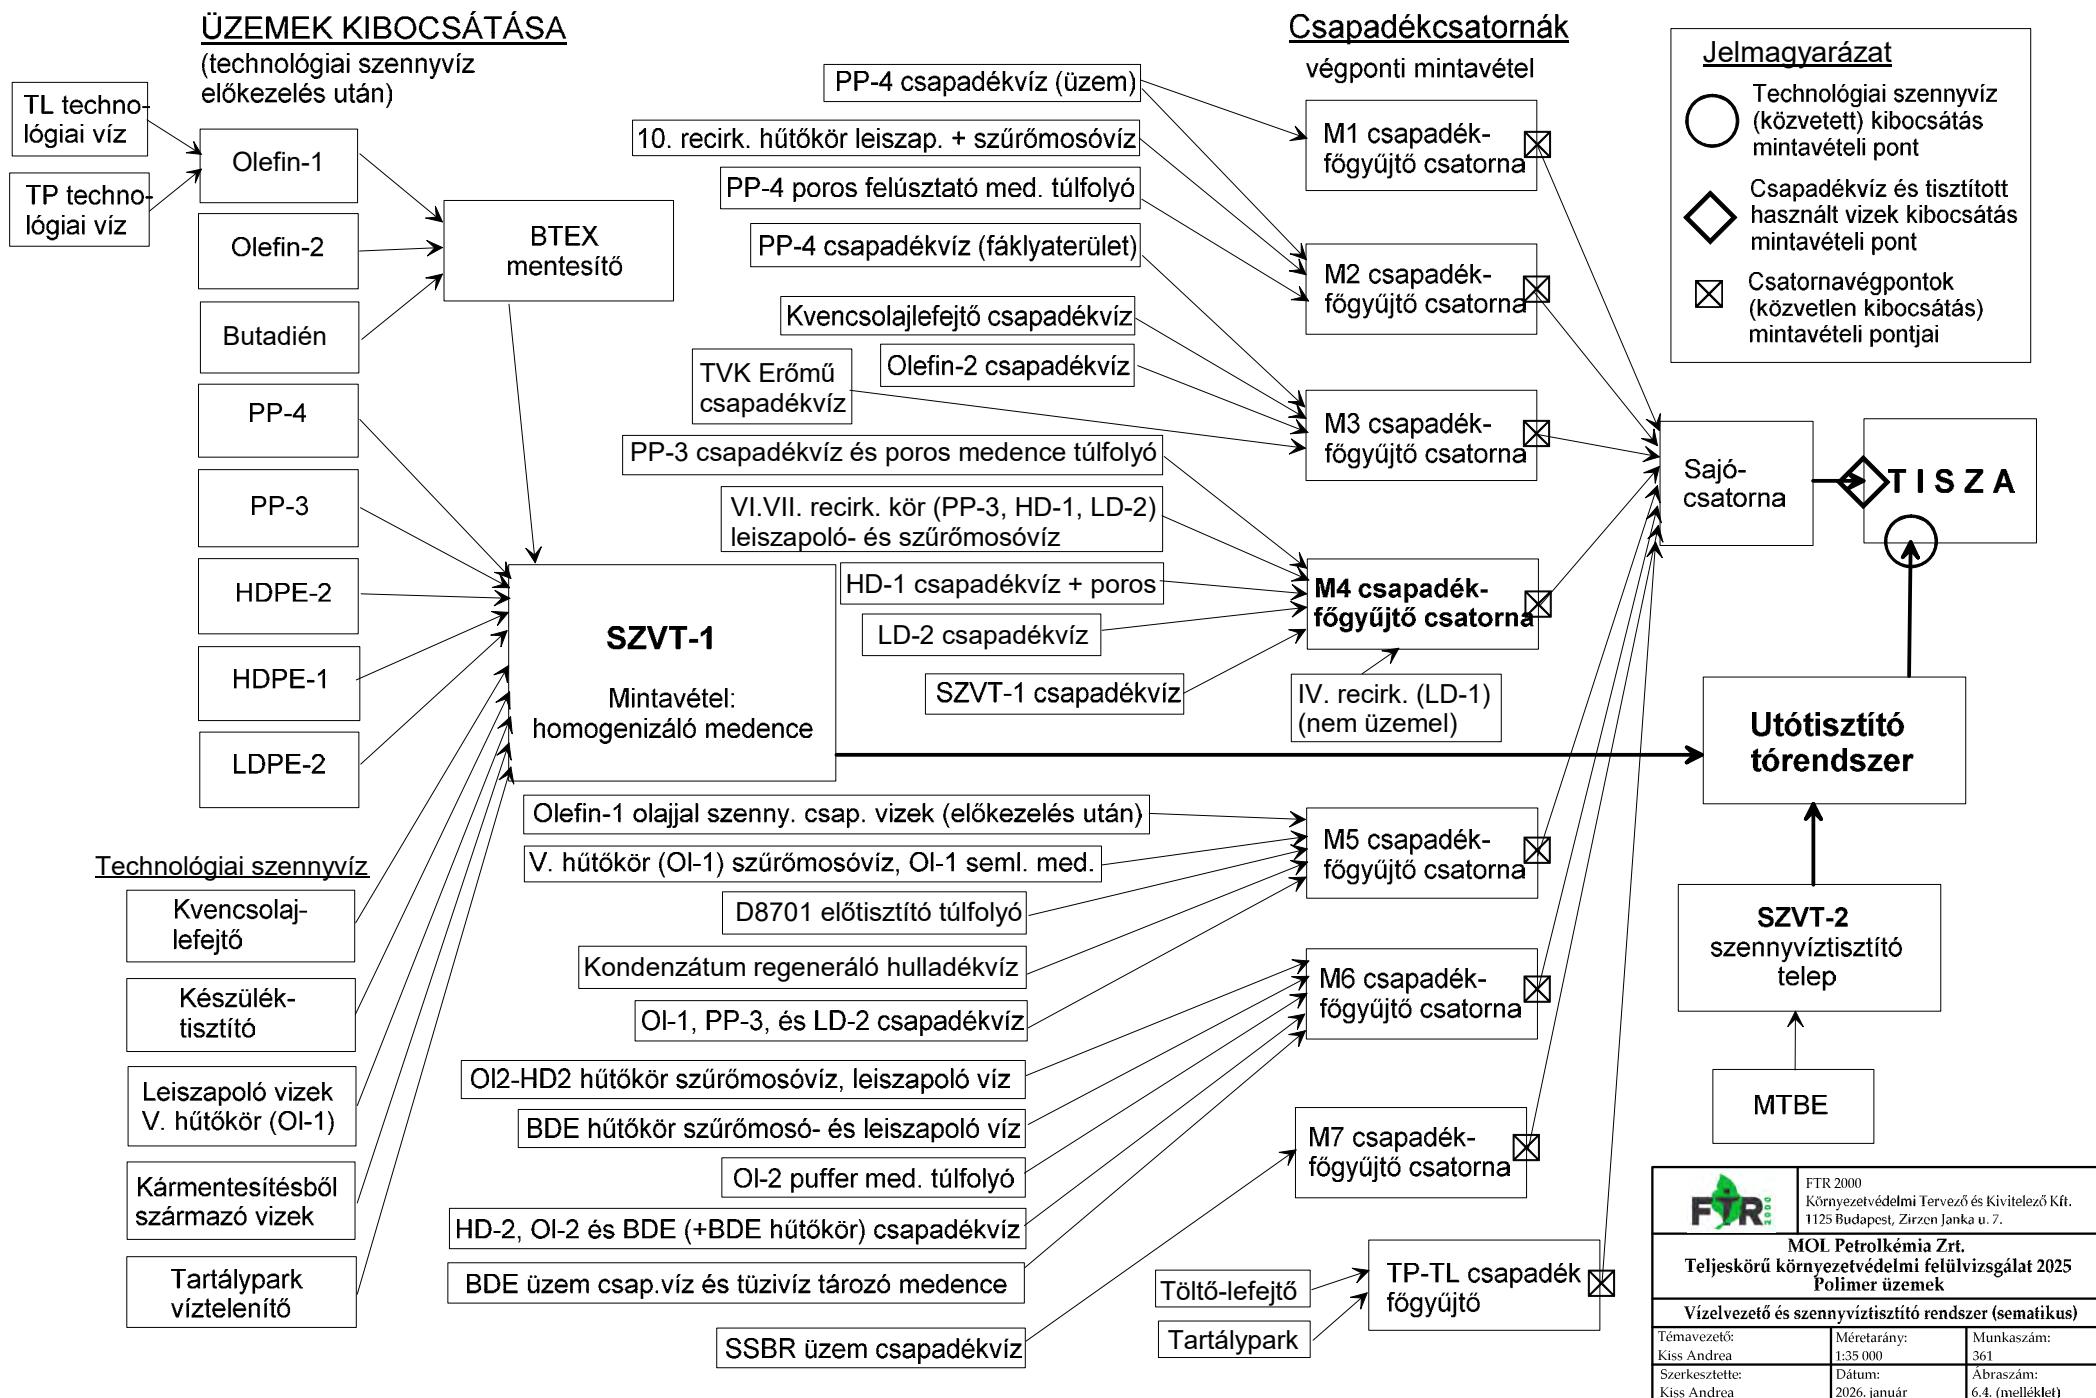 ÜZEMEK KIBOCSÁTÁSA
(technológiai szennyvíz
előkezelés után)
TL techno-
lógiai víz
TP techno-
lógiai víz
Olefin-1
Olefin-2
Butadién
PP-4
PP-3
HDPE-2
HDPE-1
LDPE-2
BTEX
mentesítő
SZVT-1
Mintavétel:
homogenizáló medence
Technológiai szennyvíz
Kvencsolaj-
lefejtő
Készülék-
tisztító
Leiszapoló vizek
V. hűtőkör (Ol-1)
Kármentesítésből
származó vizek
Tartálypark
víztelenítő
Csapadékcsatornák
végponti mintavétel
PP-4 csapadékvíz (üzem)
10. recirk. hűtőkör leiszap. + szűrőmosóvíz
PP-4 poros felúsztató med. túlfolyó
PP-4 csapadékvíz (fáklyaterület)
Kvencsolajlefejtő csapadékvíz
Olefin-2 csapadékvíz
TVK Erőmű
csapadékvíz
PP-3 csapadékvíz és poros medence túlfolyó
VI.VII. recirk. kör (PP-3, HD-1, LD-2)
leiszapoló- és szűrőmosóvíz
HD-1 csapadékvíz + poros
LD-2 csapadékvíz
SZVT-1 csapadékvíz
IV. recirk. (LD-1)
(nem üzemel)
Olefin-1 olajjal szenny. csap. vizek (előkezelés után)
V. hűtőkör (Ol-1) szűrőmosóvíz, Ol-1 seml. med.
D8701 előtisztító túlfolyó
Kondenzátum regeneráló hulladékvíz
Ol-1, PP-3, és LD-2 csapadékvíz
Ol2-HD2 hűtőkör szűrőmosóvíz, leiszapoló víz
BDE hűtőkör szűrőmosó- és leiszapoló víz
Ol-2 puffer med. túlfolyó
HD-2, Ol-2 és BDE (+BDE hűtőkör) csapadékvíz
BDE üzem csap.víz és tüzivíz tározó medence
SSBR üzem csapadékvíz
Töltő-lefejtő
Tartálypark
M1 csapadék-
főgyűjtő csatorna
M2 csapadék-
főgyűjtő csatorna
M3 csapadék-
főgyűjtő csatorna
M4 csapadék-
főgyűjtő csatorna
M5 csapadék-
főgyűjtő csatorna
M6 csapadék-
főgyűjtő csatorna
M7 csapadék-
főgyűjtő csatorna
TP-TL csapadék
főgyűjtő
Jelmagyarázat
Technológiai szennyvíz
(közvetett) kibocsátás
mintavételi pont
Csapadékvíz és tisztított
használt vizek kibocsátás
mintavételi pont
Csatornavégpontok
(közvetlen kibocsátás)
mintavételi pontjai
Sajó-
csatorna
TISZA
Utótisztító
tórendszer
SZVT-2
szennyvíztisztító
telep
MTBE
FTR 2000
FTR 2000
Környezetvédelmi Tervező és Kivitelező Kft.
1125 Budapest, Zirzen Janka u. 7.
MOL Petrolkémia Zrt.
Teljeskörű környezetvédelmi felülvizsgálat 2025
Polimer üzemek
Vízelvezető és szennyvíztisztító rendszer (sematikus)
Témavezető:
Kiss Andrea
Méretarány:
1:35 000
Munkaszám:
361
Szerkesztette:
Kiss Andrea
Dátum:
2026. január
Ábraszám:
6.4. (melléklet)